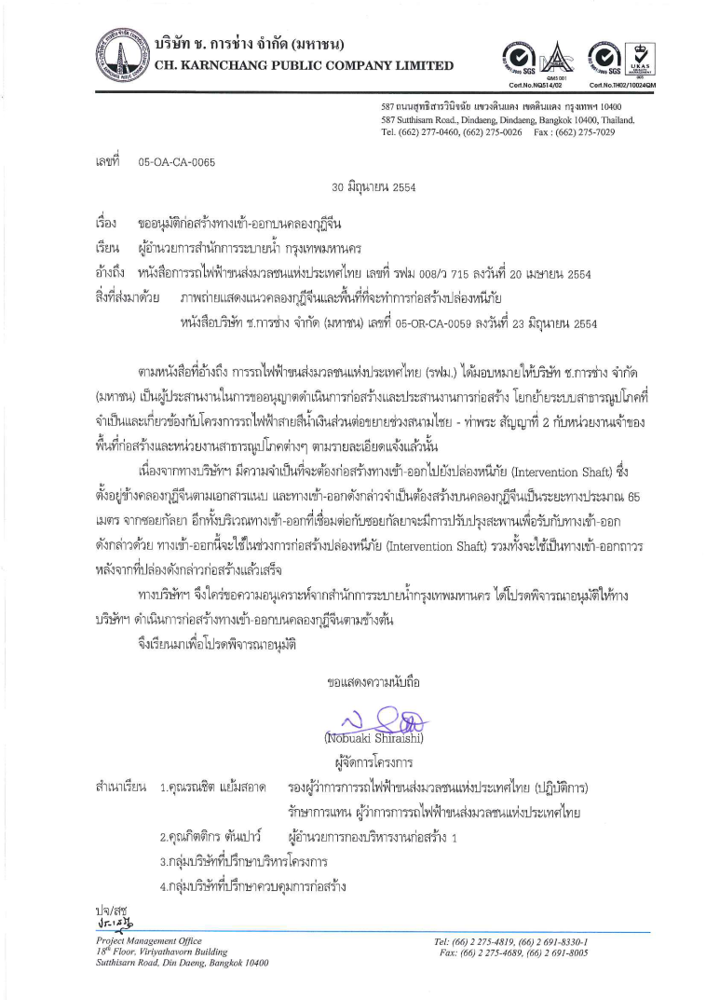 บริษัท ช. การช่าง จำกัด (มหาชน)
CH. KARNCHANG PUBLIC COMPANY LIMITED
SGS
QMS 001
Cert.No.NQ514/02
SGS
UKAS
QUALITY MANAGEMENT
005
Cert.No.TH02/10024QM
587 ถนนสุทธิสารวินิจฉัย แขวงดินแดง เขตดินแดง กรุงเทพฯ 10400
587 Sutthisarn Road., Dindaeng, Dindaeng, Bangkok 10400, Thailand.
Tel. (662) 277-0460, (662) 275-0026 Fax : (662) 275-7029
เลขที่ 05-OA-CA-0065
30 มิถุนายน 2554
เรื่อง ขออนุมัติก่อสร้างทางเข้า-ออกบนคลองกุฎีจีน
เรียน ผู้อำนวยการสำนักการระบายน้ำ กรุงเทพมหานคร
อ้างถึง หนังสือการรถไฟฟ้าขนส่งมวลชนแห่งประเทศไทย เลขที่ รฟม 008/ว 715 ลงวันที่ 20 เมษายน 2554
สิ่งที่ส่งมาด้วย ภาพถ่ายแสดงแนวคลองกุฎีจีนและพื้นที่ที่จะทำการก่อสร้างปล่องหนีภัย
หนังสือบริษัท ช.การช่าง จำกัด (มหาชน) เลขที่ 05-OR-CA-0059 ลงวันที่ 23 มิถุนายน 2554
ตามหนังสือที่อ้างถึง การรถไฟฟ้าขนส่งมวลชนแห่งประเทศไทย (รฟม.) ได้มอบหมายให้บริษัท ช.การช่าง จำกัด
(มหาชน) เป็นผู้ประสานงานในการขออนุญาตดำเนินการก่อสร้างและประสานงานการก่อสร้าง โยกย้ายระบบสาธารณูปโภคที่
จำเป็นและเกี่ยวข้องกับโครงการรถไฟฟ้าสายสีน้ำเงินส่วนต่อขยายช่วงสนามไชย - ท่าพระ สัญญาที่ 2 กับหน่วยงานเจ้าของ
พื้นที่ก่อสร้างและหน่วยงานสาธารณูปโภคต่างๆ ตามรายละเอียดแจ้งแล้วนั้น
เนื่องจากทางบริษัทฯ มีความจำเป็นที่จะต้องก่อสร้างทางเข้า-ออกไปยังปล่องหนีภัย (Intervention Shaft) ซึ่ง
ตั้งอยู่ข้างคลองกุฎีจีนตามเอกสารแนบ และทางเข้า-ออกดังกล่าวจำเป็นต้องสร้างบนคลองกุฎีจีนเป็นระยะทางประมาณ 65
เมตร จากซอยกัลยา อีกทั้งบริเวณทางเข้า-ออกที่เชื่อมต่อกับซอยกัลยาจะมีการปรับปรุงสะพานเพื่อรับกับทางเข้า-ออก
ดังกล่าวด้วย ทางเข้า-ออกนี้จะใช้ในช่วงการก่อสร้างปล่องหนีภัย (Intervention Shaft) รวมทั้งจะใช้เป็นทางเข้า-ออกถาวร
หลังจากที่ปล่องดังกล่าวก่อสร้างแล้วเสร็จ
ทางบริษัทฯ จึงใคร่ขอความอนุเคราะห์จากสำนักการระบายน้ำกรุงเทพมหานคร ได้โปรดพิจารณาอนุมัติให้ทาง
บริษัทฯ ดำเนินการก่อสร้างทางเข้า-ออกบนคลองกุฎีจีนตามข้างต้น
จึงเรียนมาเพื่อโปรดพิจารณาอนุมัติ
ขอแสดงความนับถือ
(Nobuaki Shiraishi)
ผู้จัดการโครงการ
สำเนาเรียน 1.คุณรณชิต แย้มสอาด รองผู้ว่าการการรถไฟฟ้าขนส่งมวลชนแห่งประเทศไทย (ปฏิบัติการ)
รักษาการแทน ผู้ว่าการการรถไฟฟ้าขนส่งมวลชนแห่งประเทศไทย
2.คุณกิตติกร ตันเปาว์ ผู้อำนวยการกองบริหารงานก่อสร้าง 1
3.กลุ่มบริษัทที่ปรึกษาบริหารโครงการ
4.กลุ่มบริษัทที่ปรึกษาควบคุมการก่อสร้าง
ปจ/สช
Project Management Office
18th Floor, Viriyathavorn Building
Sutthisarn Road, Din Daeng, Bangkok 10400
Tel: (66) 2 275-4819, (66) 2 691-8330-1
Fax: (66) 2 275-4689, (66) 2 691-8005